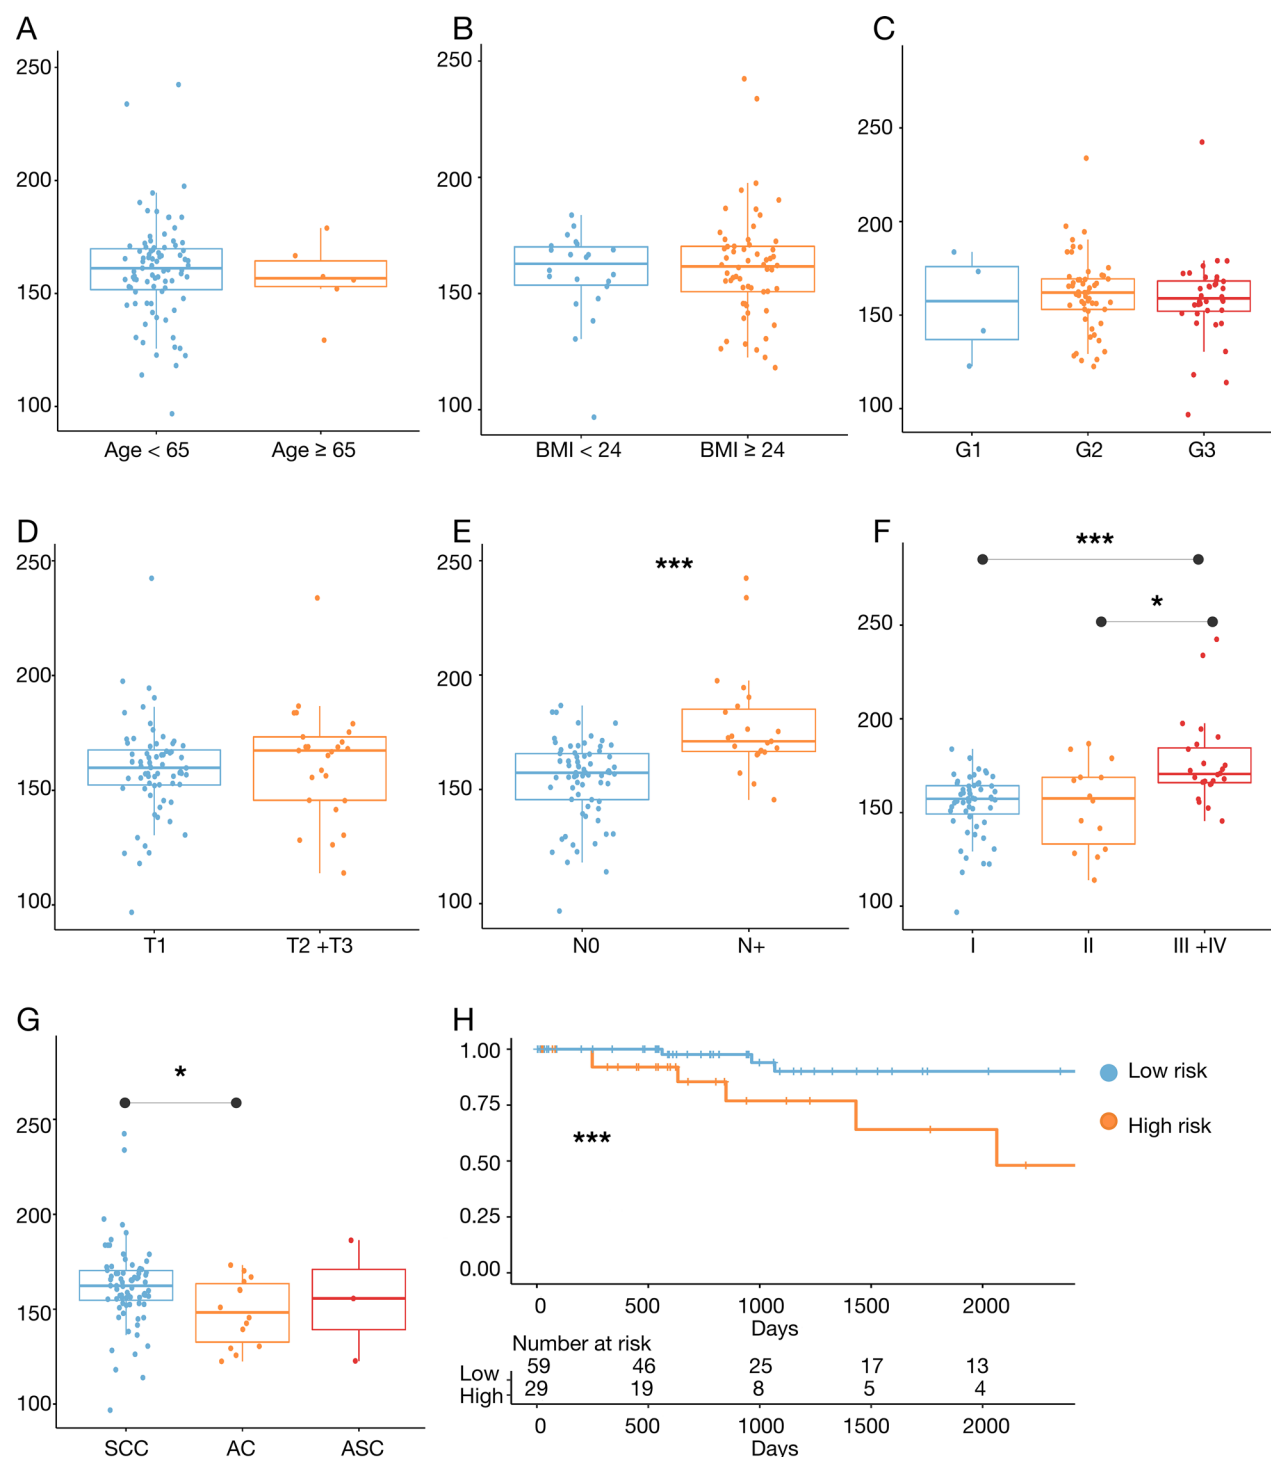 A
250
200
150
100
Age < 65
Age ≥ 65
B
250
200
150
100
BMI < 24
BMI ≥ 24
C
250
200
150
100
G1
G2
G3
D
250
200
150
100
T1
T2 +T3
E
***
250
200
150
100
N0
N+
F
***
*
250
200
150
100
I
II
III +IV
G
*
250
200
150
100
SCC
AC
ASC
H
1.00
0.75
0.50
0.25
0.00
***
Low risk
High risk
0 500 1000 1500 2000
Days
Number at risk
Low 59 46 25 17 13
High 29 19 8 5 4
0 500 1000 1500 2000
Days